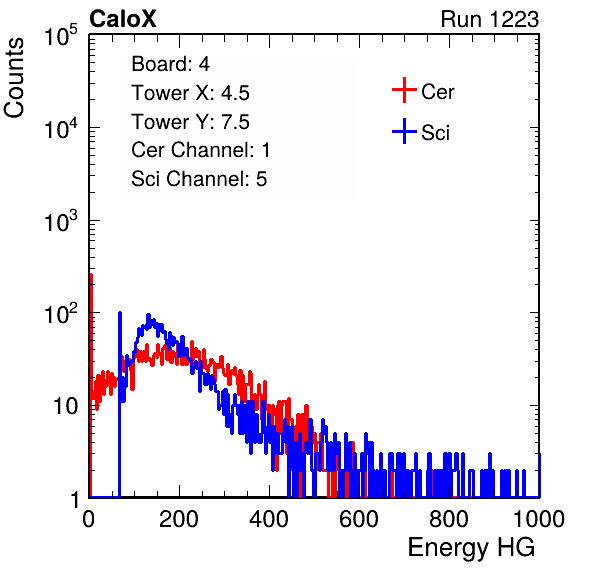 CaloX Run 1223
Counts
Board: 4
Tower X: 4.5
Tower Y: 7.5
Cer Channel: 1
Sci Channel: 5
Cer
Sci
10^5
10^4
10^3
10^2
10
1
0 200 400 600 800 1000
Energy HG